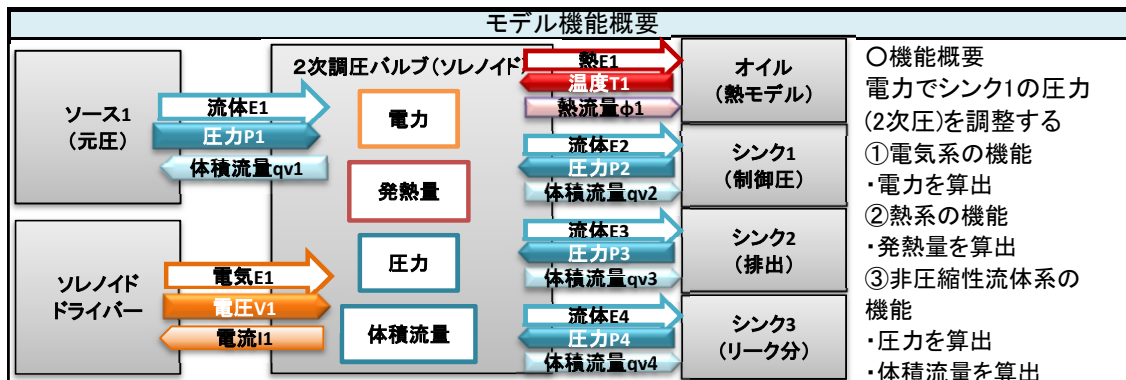 モデル機能概要
ソース1
(元圧)
流体E1
圧力P1
体積流量qv1
ソレノイド
ドライバー
電気E1
電圧V1
電流I1
2次調圧バルブ(ソレノイド)
電力
発熱量
圧力
体積流量
熱E1
温度T1
熱流量φ1
流体E2
圧力P2
体積流量qv2
流体E3
圧力P3
体積流量qv3
流体E4
圧力P4
体積流量qv4
オイル
(熱モデル)
シンク1
(制御圧)
シンク2
(排出)
シンク3
(リーク分)
〇機能概要
電力でシンク1の圧力
(2次圧)を調整する
①電気系の機能
・電力を算出
②熱系の機能
・発熱量を算出
③非圧縮性流体系の
機能
・圧力を算出
・体積流量を算出